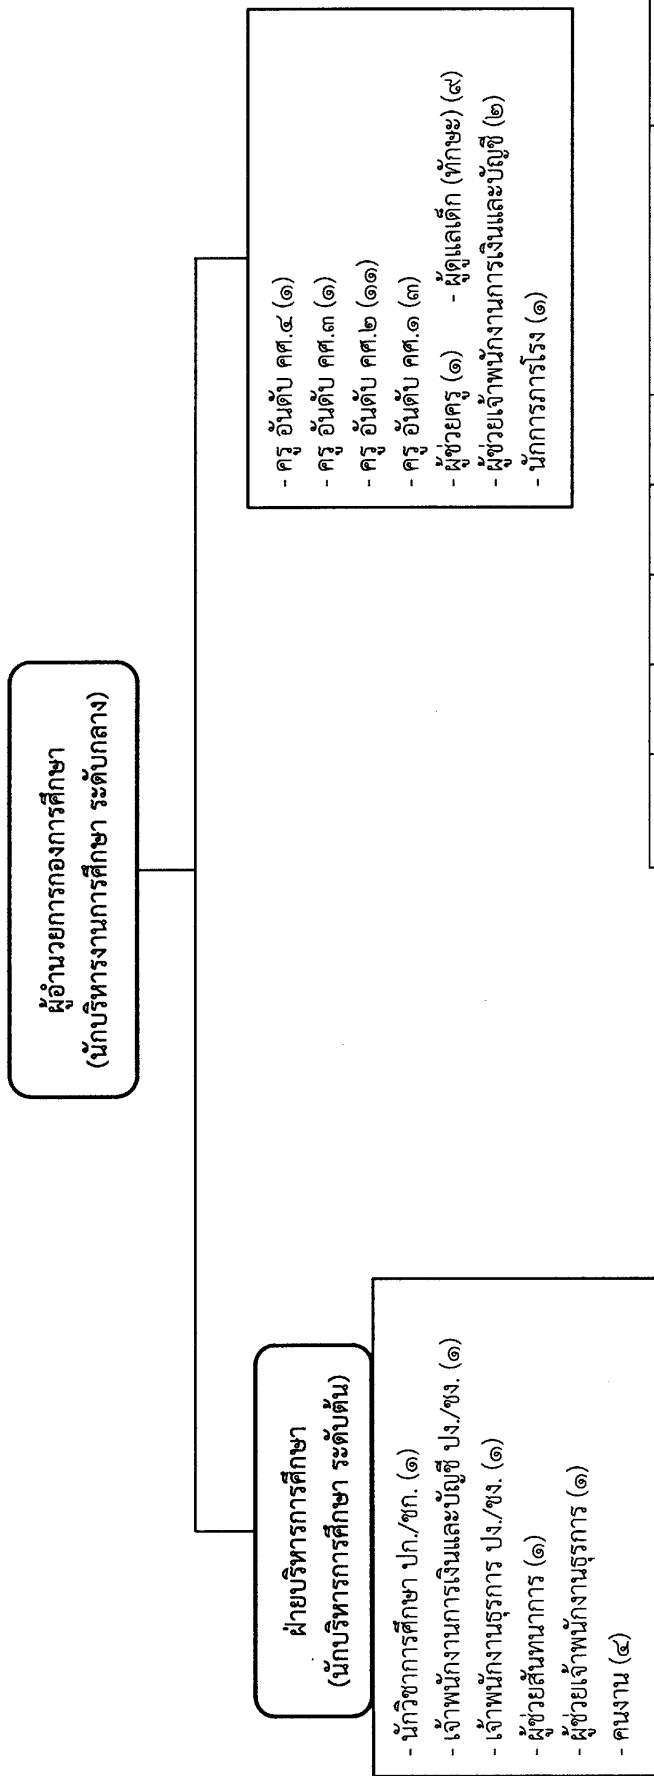 ผู้อำนวยการกองการศึกษา
(นักบริหารงานการศึกษา ระดับกลาง)
ฝ่ายบริหารการศึกษา
(นักบริหารการศึกษา ระดับต้น)
- นักวิชาการศึกษา ปก./ชก. (๑)
- เจ้าพนักงานการเงินและบัญชี ปง./ชง. (๑)
- เจ้าพนักงานธุรการ ปง./ชง. (๑)
- ผู้ช่วยสันทนาการ (๑)
- ผู้ช่วยเจ้าพนักงานธุรการ (๑)
- คนงาน (๔)
- ครู อันดับ คศ.๔ (๑)
- ครู อันดับ คศ.๓ (๑)
- ครู อันดับ คศ.๒ (๑๑)
- ครู อันดับ คศ.๑ (๓)
- ผู้ช่วยครู (๑) - ผู้ดูแลเด็ก (ทักษะ) (๙)
- ผู้ช่วยเจ้าพนักงานการเงินและบัญชี (๒)
- นักการภารโรง (๑)